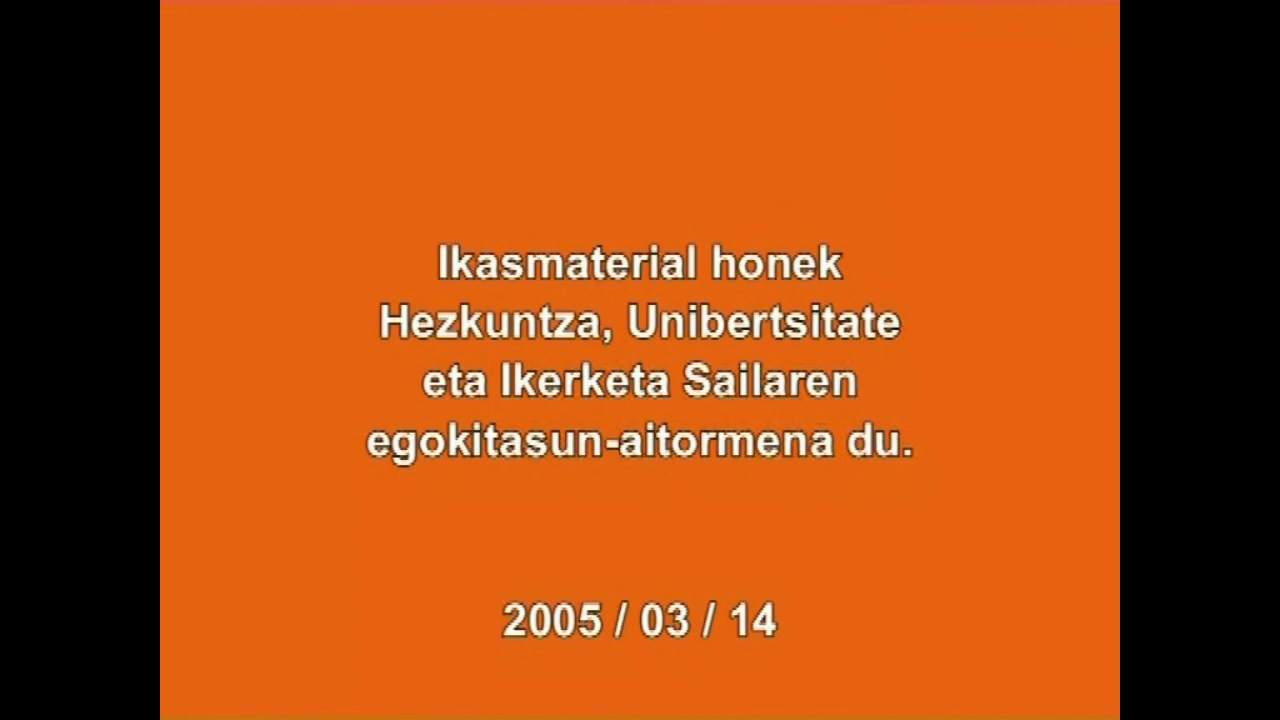 Ikasmaterial honek
Hezkuntza, Unibertsitate
eta Ikerketa Sailaren
egokitasun-aitormena du.
2005 / 03 / 14